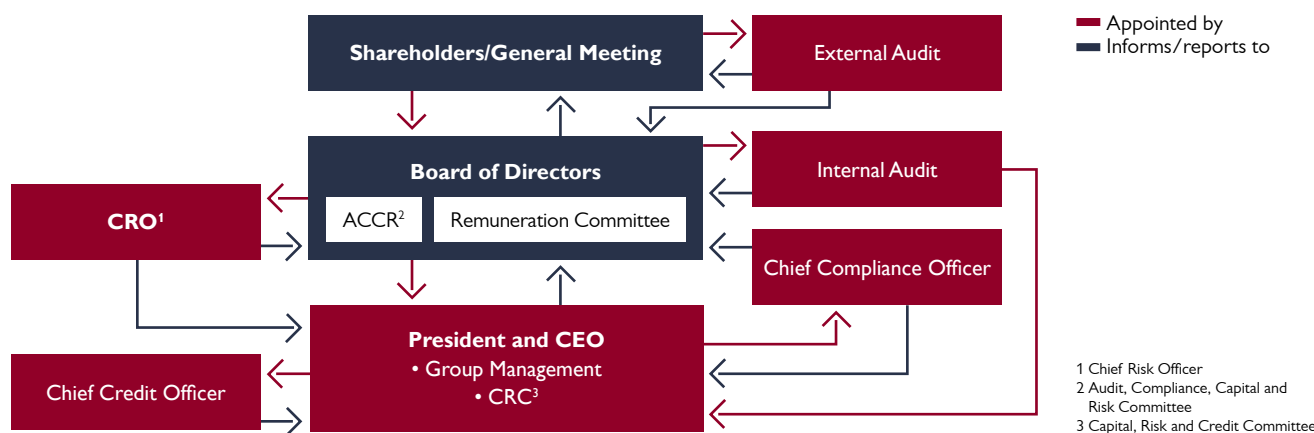 Appointed by
Informs/reports to
Shareholders/General Meeting
External Audit
Board of Directors
ACCR²
Remuneration Committee
Internal Audit
CRO¹
Chief Compliance Officer
President and CEO
• Group Management
• CRC³
Chief Credit Officer
1 Chief Risk Officer
2 Audit, Compliance, Capital and
Risk Committee
3 Capital, Risk and Credit Committee